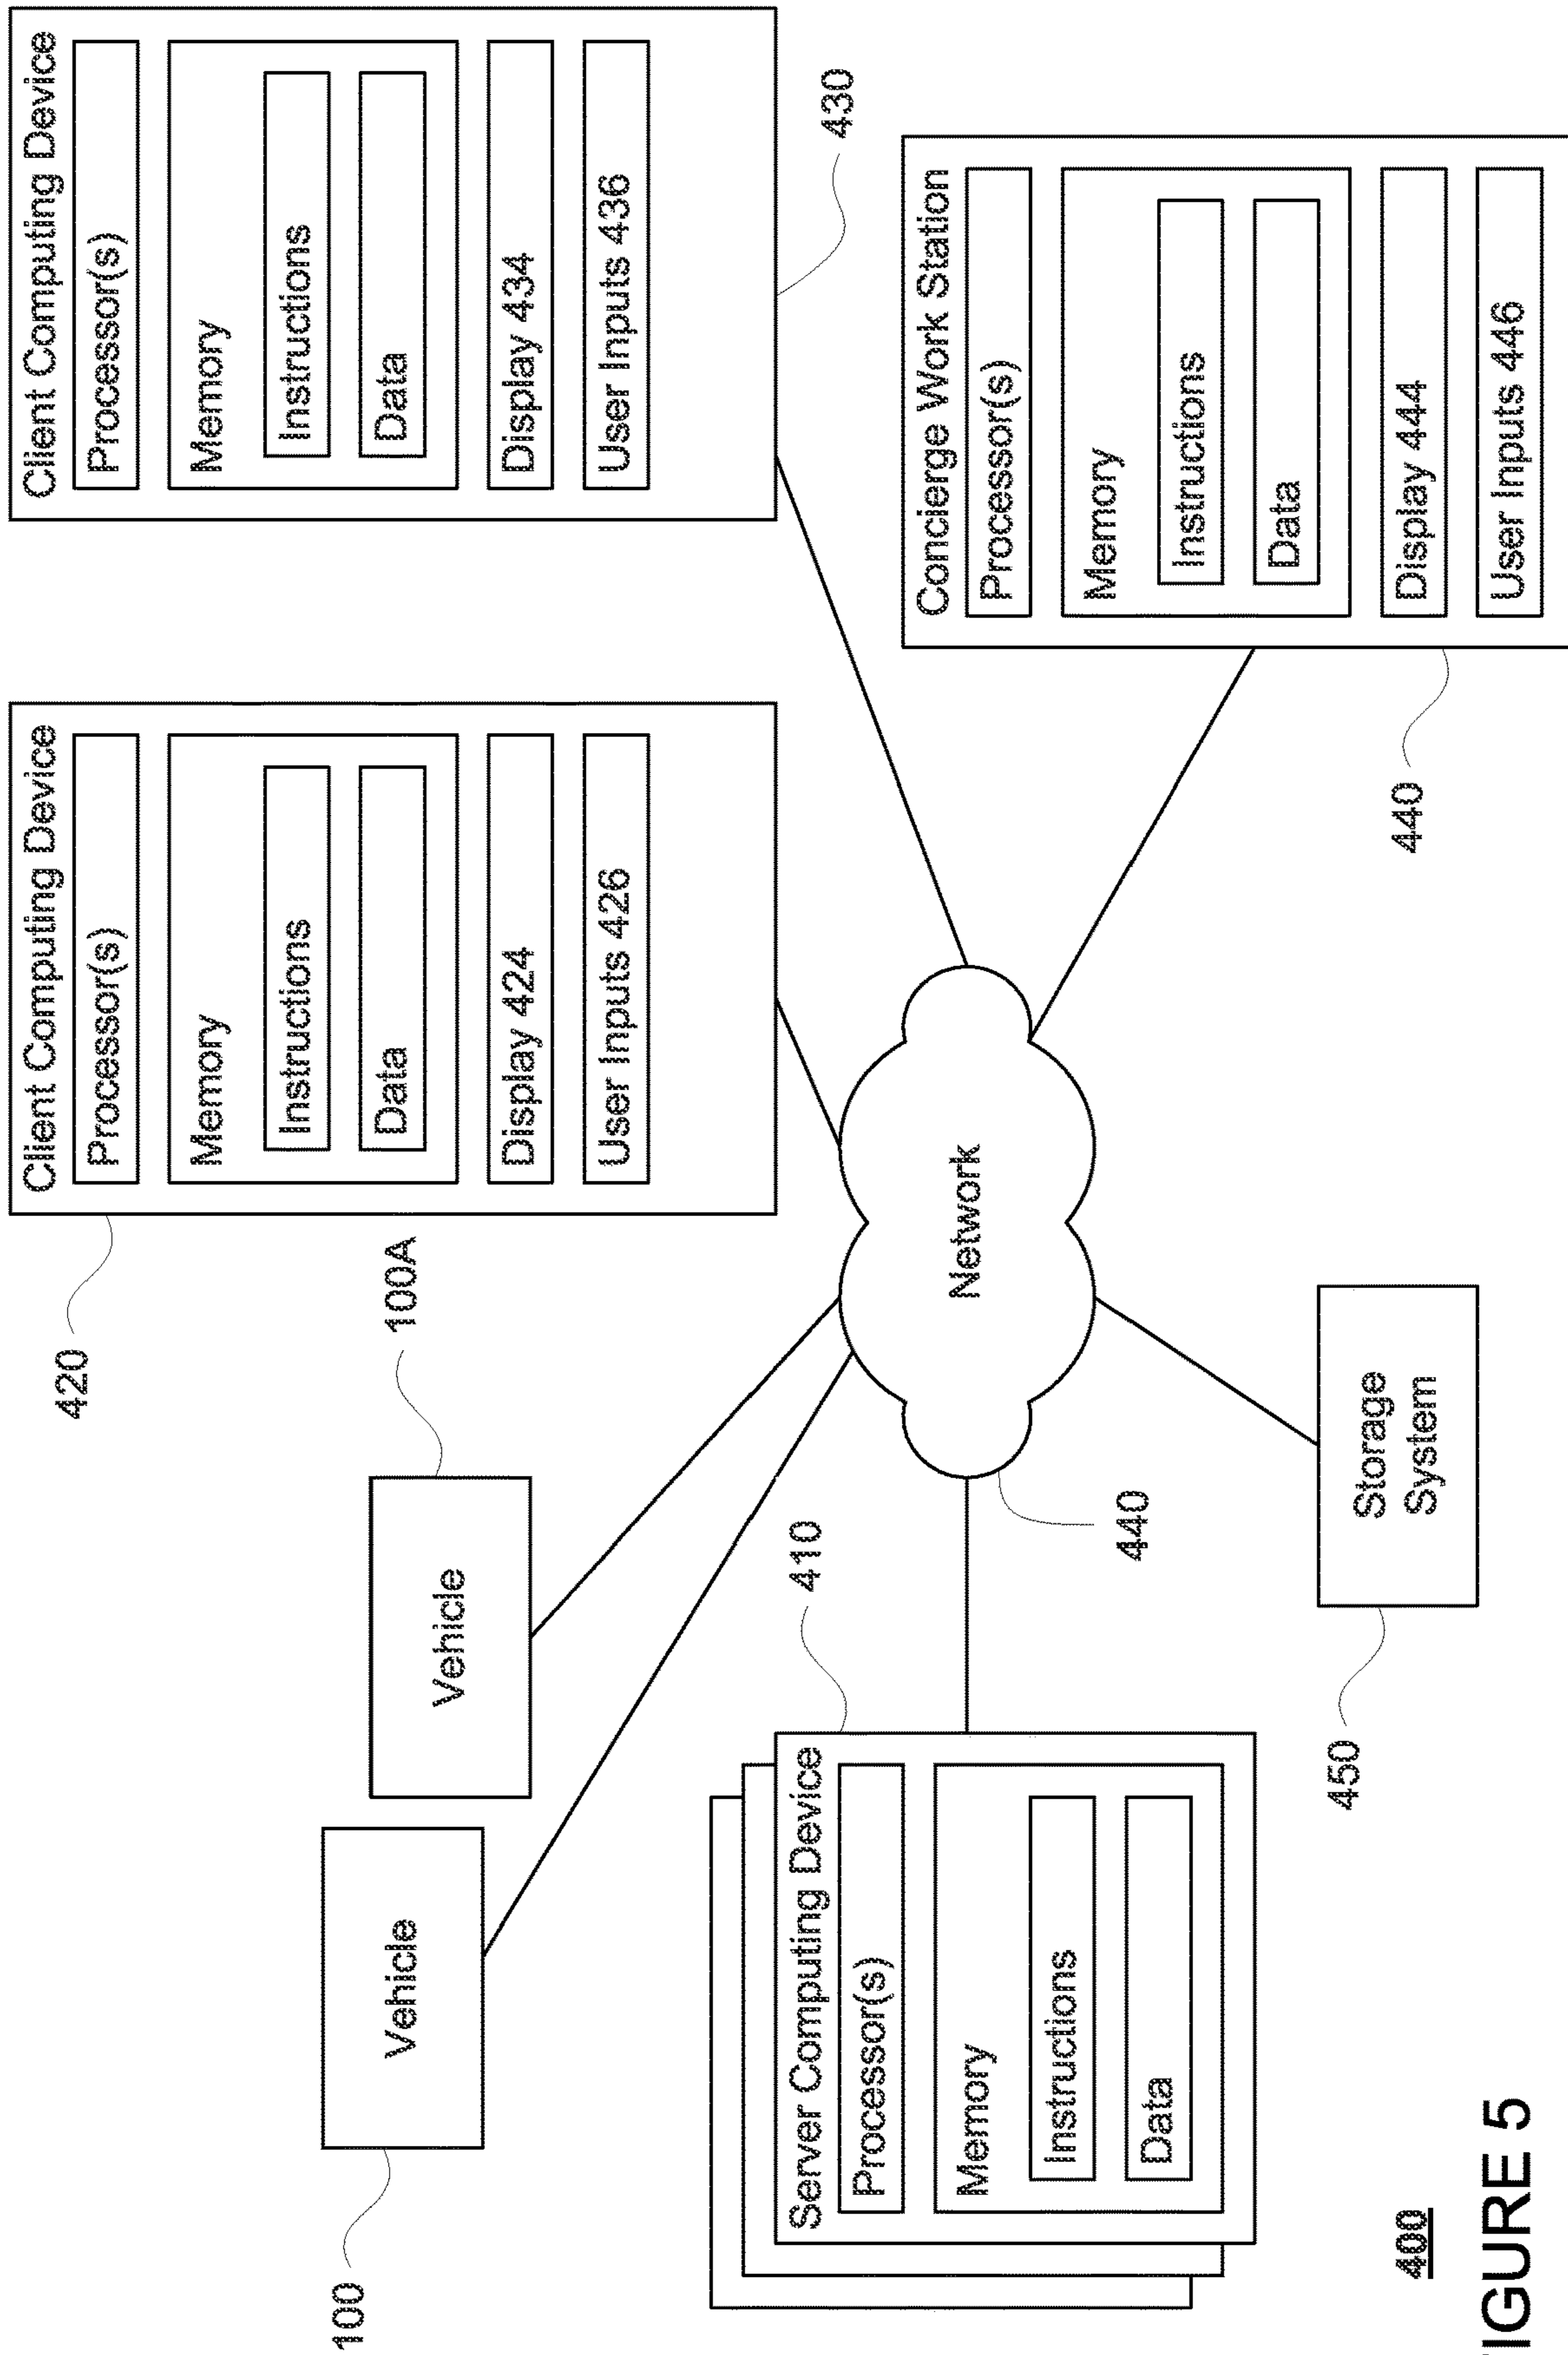 Client Computing Device
Processor(s)
Memory
Instructions
Data
Display 424
User Inputs 426
420
Client Computing Device
Processor(s)
Memory
Instructions
Data
Display 434
User Inputs 436
430
Vehicle
100
Vehicle
100A
Server Computing Device
Processor(s)
Memory
Instructions
Data
410
Network
440
Concierge Work Station
Processor(s)
Memory
Instructions
Data
Display 444
User Inputs 446
440
Storage
System
450
400
IGURE 5